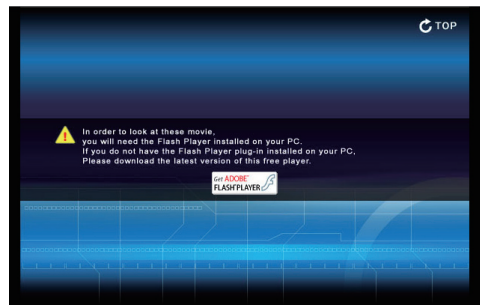 TOP
In order to look at these movie,
you will need the Flash Player installed on your PC.
If you do not have the Flash Player plug-in installed on your PC,
Please download the latest version of this free player.
Get ADOBE®
FLASH® PLAYER